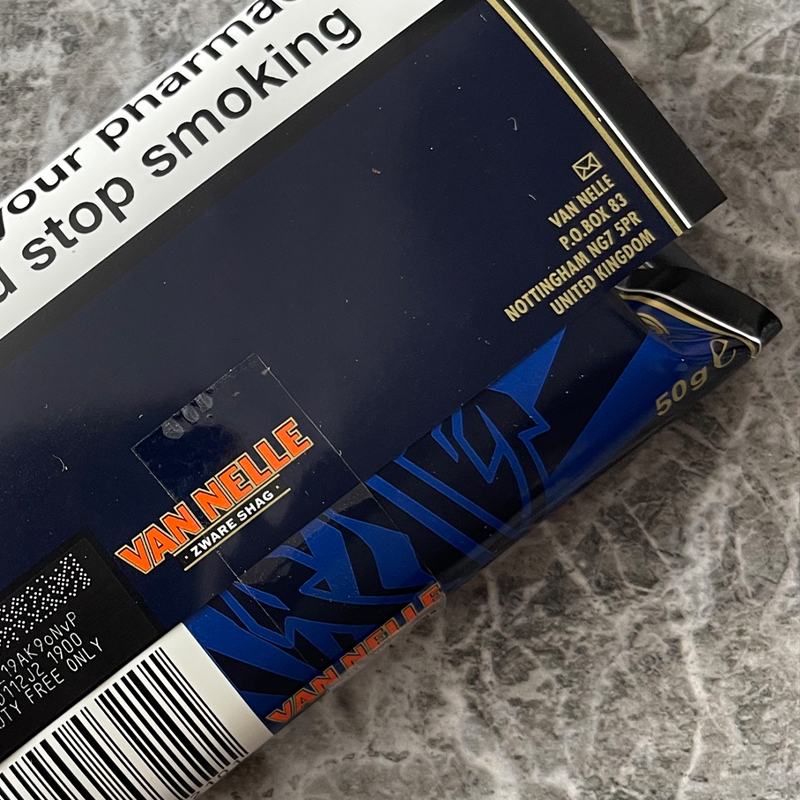 your pharmac
d stop smoking
VAN NELLE
P.O.BOX 83
NOTTINGHAM NG7 5PR
UNITED KINGDOM
50g e
VAN NELLE
· ZWARE SHAG ·
19AK9oNvP
0112J2 1900
UTY FREE ONLY
VAN NELLE